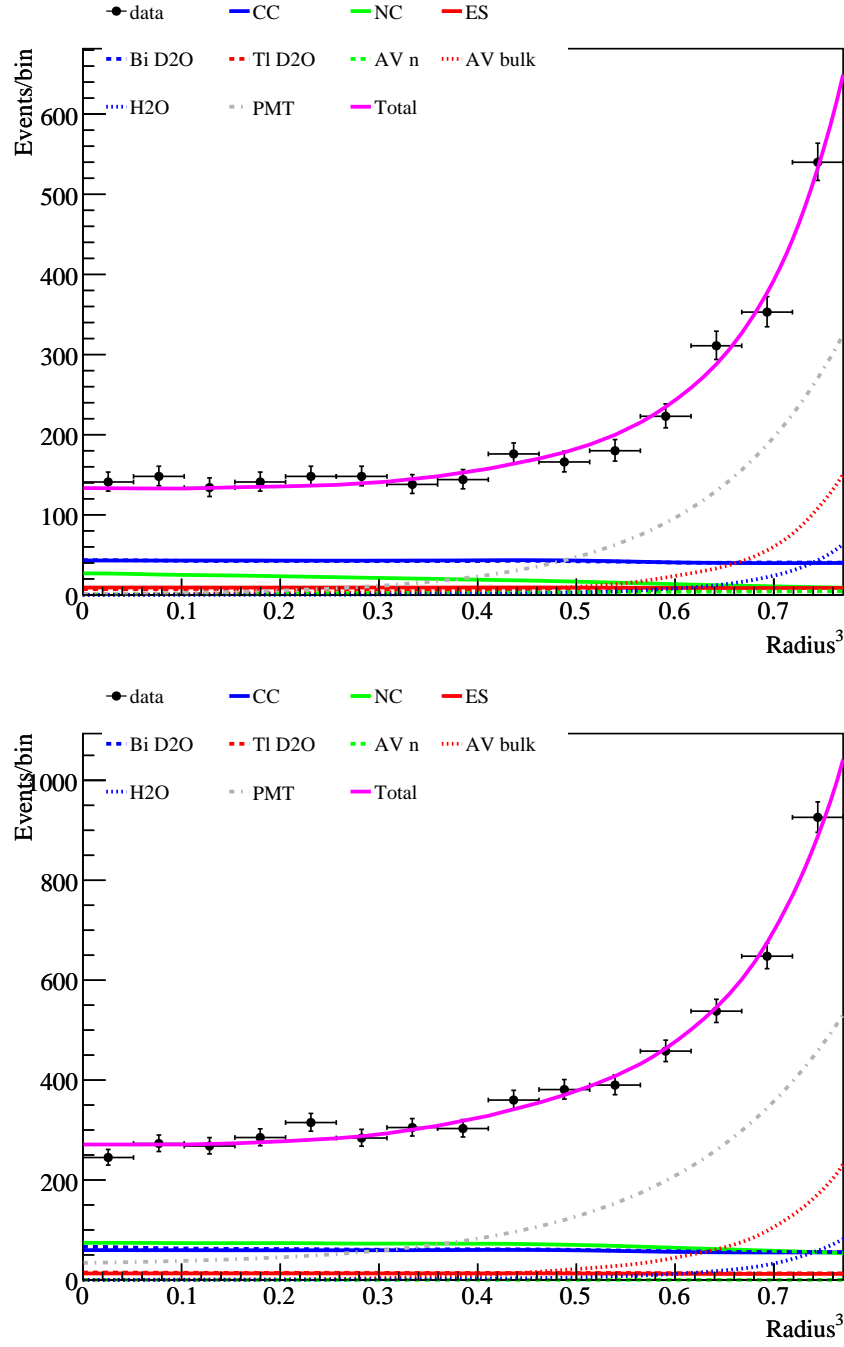 data CC NC ES
Bi D2O Tl D2O AV n AV bulk
H2O PMT Total
Events/bin
600
400
200
0
0 0.1 0.2 0.3 0.4 0.5 0.6 0.7
Radius3
data CC NC ES
Bi D2O Tl D2O AV n AV bulk
H2O PMT Total
Events/bin
1000
800
600
400
200
0
0 0.1 0.2 0.3 0.4 0.5 0.6 0.7
Radius3